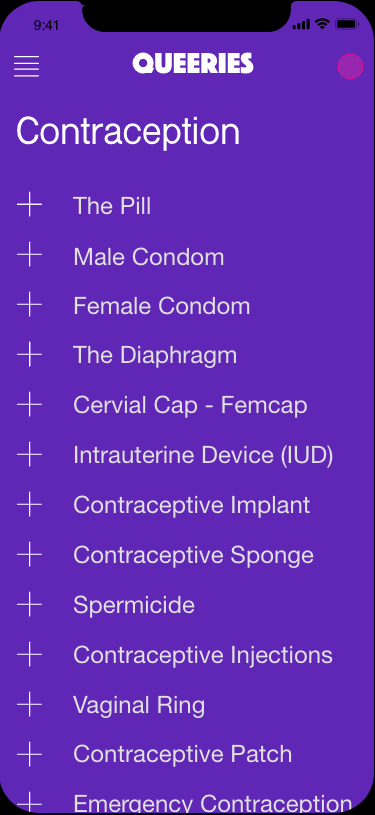 9:41
QUEERIES
Contraception
The Pill
Male Condom
Female Condom
The Diaphragm
Cervial Cap - Femcap
Intrauterine Device (IUD)
Contraceptive Implant
Contraceptive Sponge
Spermicide
Contraceptive Injections
Vaginal Ring
Contraceptive Patch
Emergency Contraception